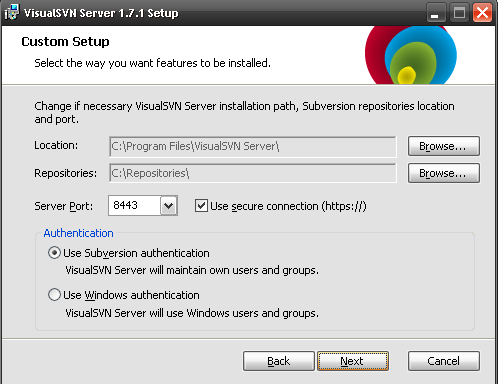 VisualSVN Server 1.7.1 Setup
Custom Setup
Select the way you want features to be installed.
Change if necessary VisualSVN Server installation path, Subversion repositories location
and port.
Location: C:\Program Files\VisualSVN Server\ Browse...
Repositories: C:\Repositories\ Browse...
Server Port: 8443 Use secure connection (https://)
Authentication
Use Subversion authentication
VisualSVN Server will maintain own users and groups.
Use Windows authentication
VisualSVN Server will use Windows users and groups.
Back Next Cancel